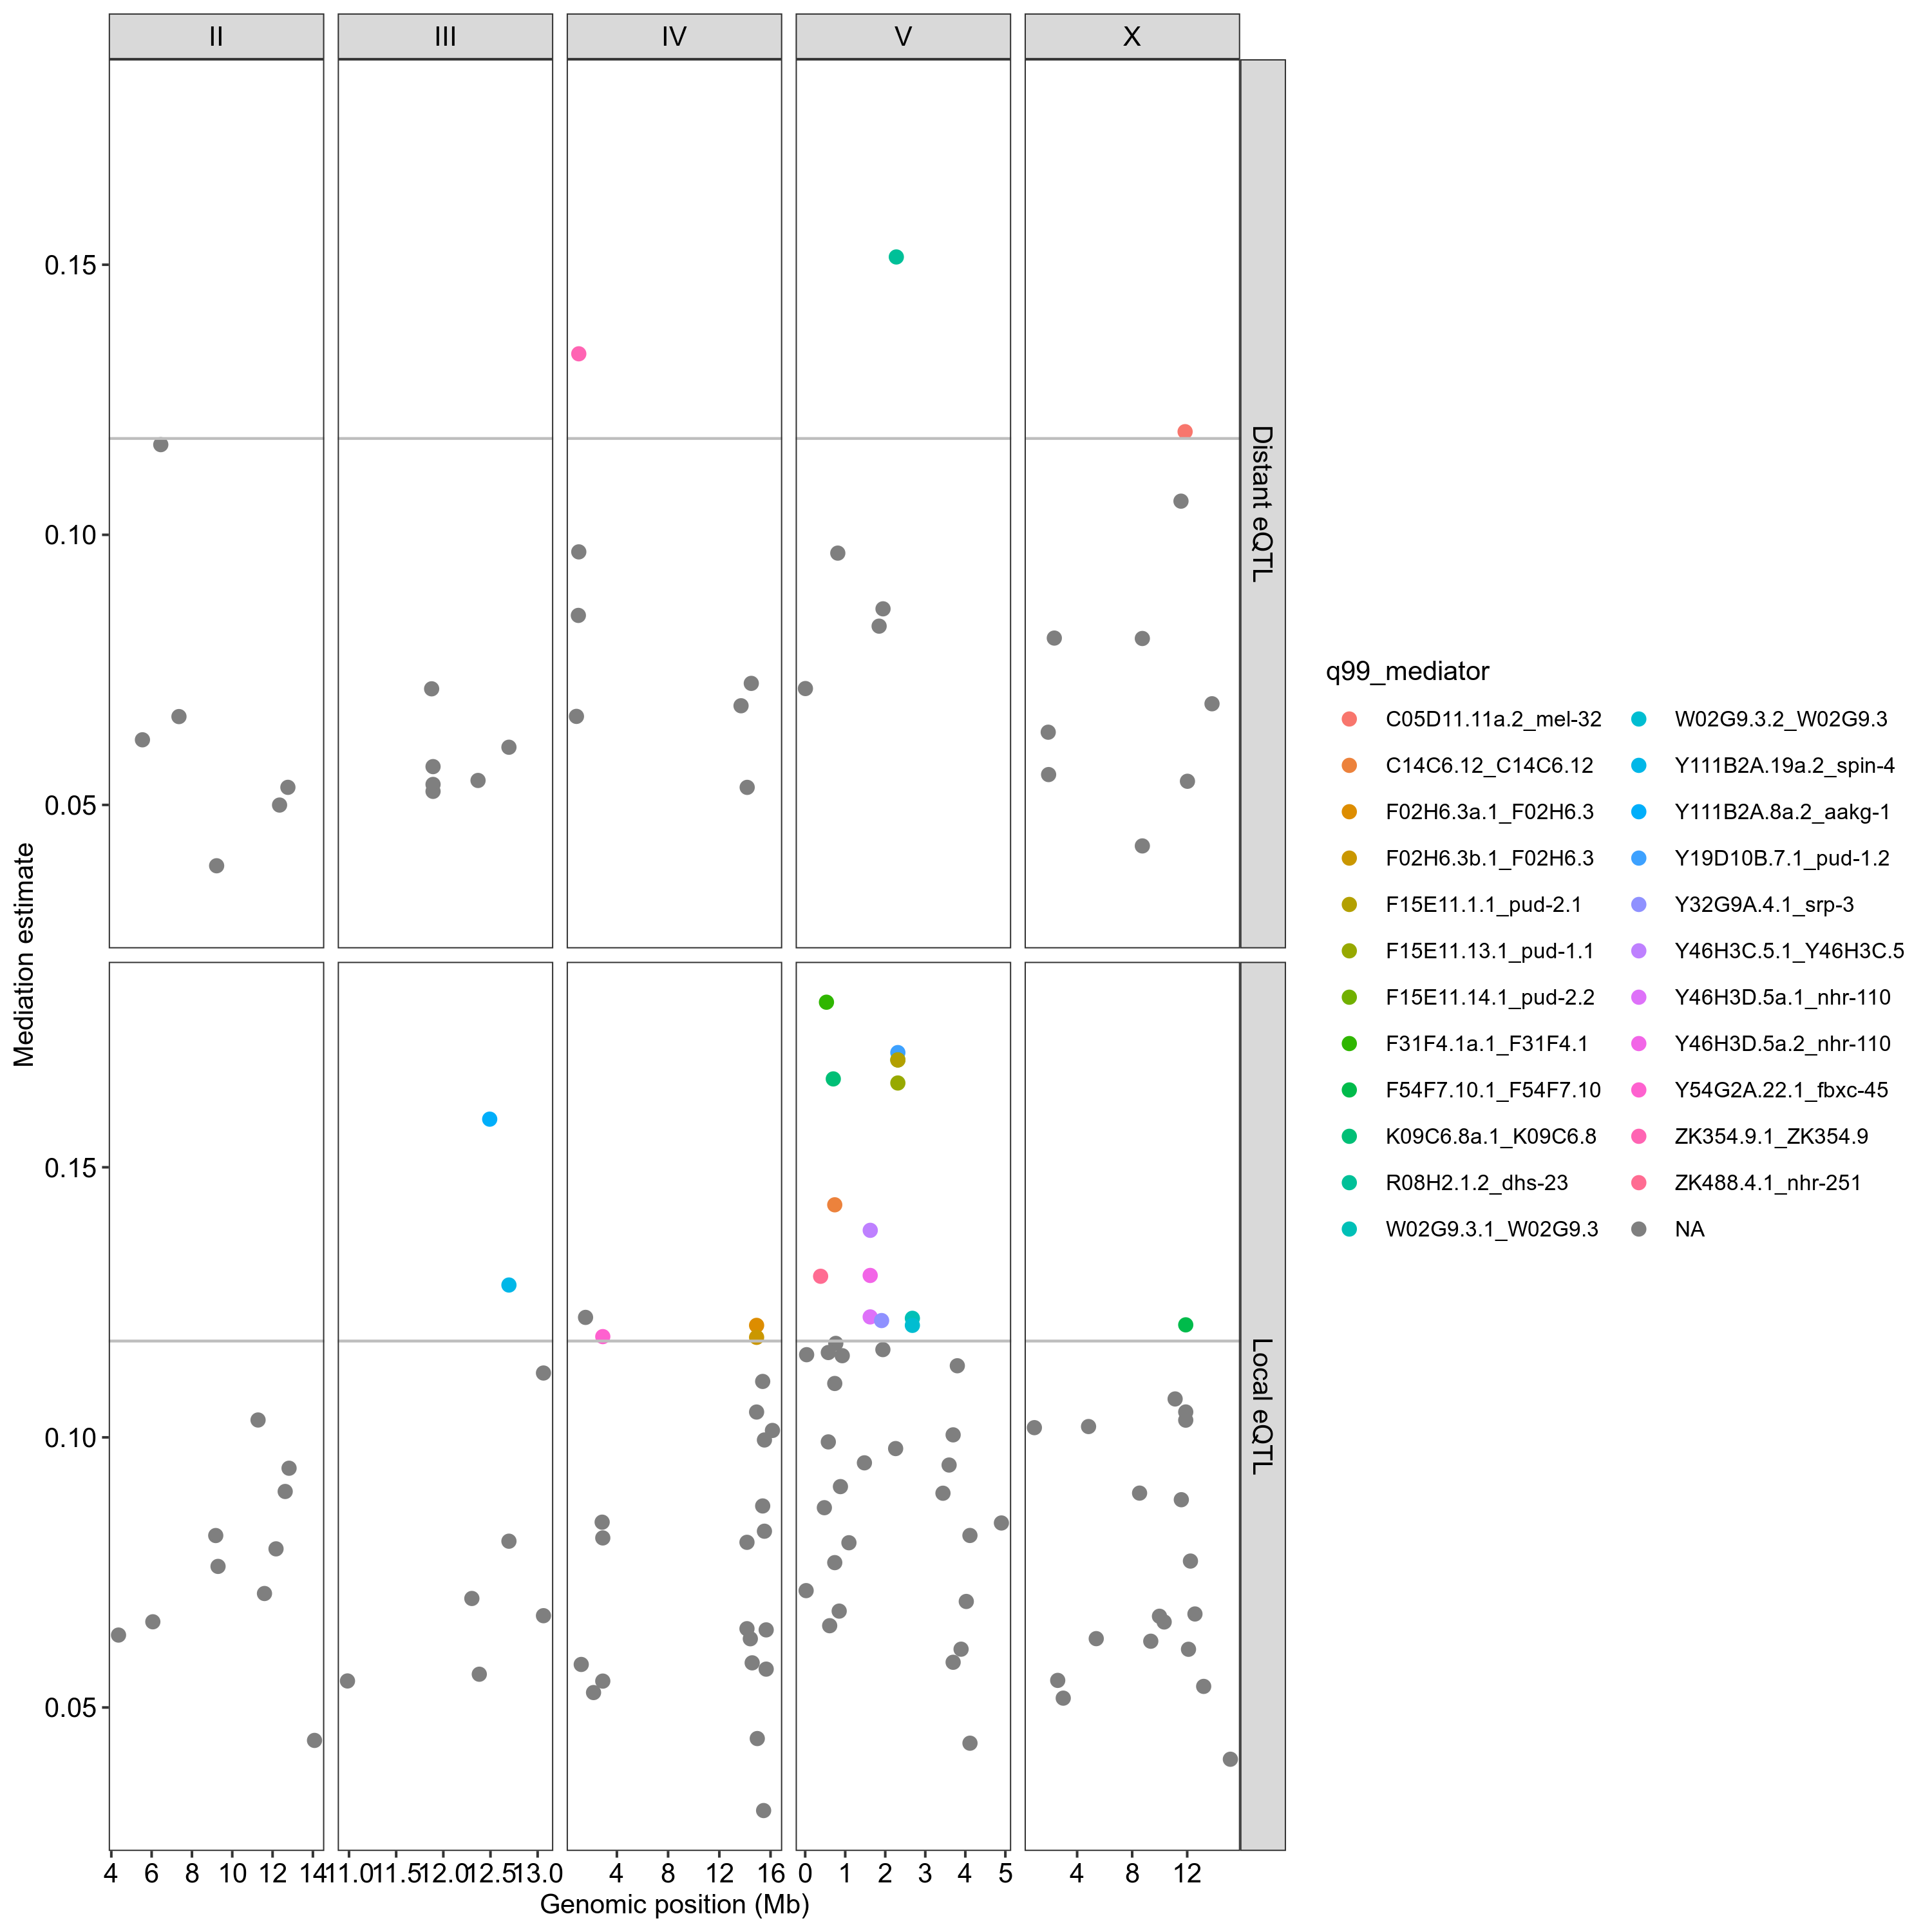 II III IV V X
0.15
0.10
0.05
Distant eQTL
0.15
0.10
0.05
Local eQTL
Mediation estimate
4 6 8 10 12 14 11.0 11.5 12.0 12.5 13.0 4 8 12 16 0 1 2 3 4 5 4 8 12
Genomic position (Mb)
q99_mediator
C05D11.11a.2_mel-32
C14C6.12_C14C6.12
F02H6.3a.1_F02H6.3
F02H6.3b.1_F02H6.3
F15E11.1.1_pud-2.1
F15E11.13.1_pud-1.1
F15E11.14.1_pud-2.2
F31F4.1a.1_F31F4.1
F54F7.10.1_F54F7.10
K09C6.8a.1_K09C6.8
R08H2.1.2_dhs-23
W02G9.3.1_W02G9.3
W02G9.3.2_W02G9.3
Y111B2A.19a.2_spin-4
Y111B2A.8a.2_aakg-1
Y19D10B.7.1_pud-1.2
Y32G9A.4.1_srp-3
Y46H3C.5.1_Y46H3C.5
Y46H3D.5a.1_nhr-110
Y46H3D.5a.2_nhr-110
Y54G2A.22.1_fbxc-45
ZK354.9.1_ZK354.9
ZK488.4.1_nhr-251
NA